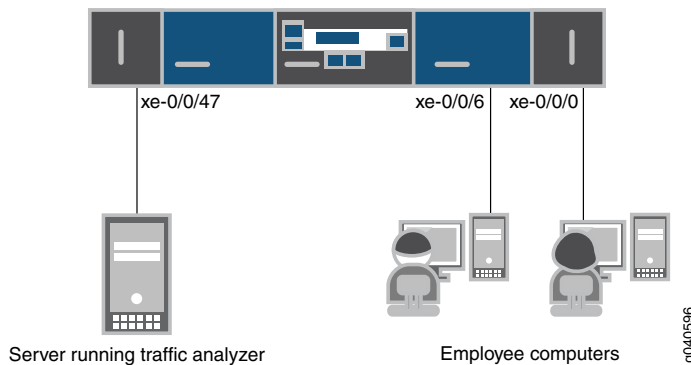 xe-0/0/47
xe-0/0/6
xe-0/0/0
Server running traffic analyzer
Employee computers
g040596